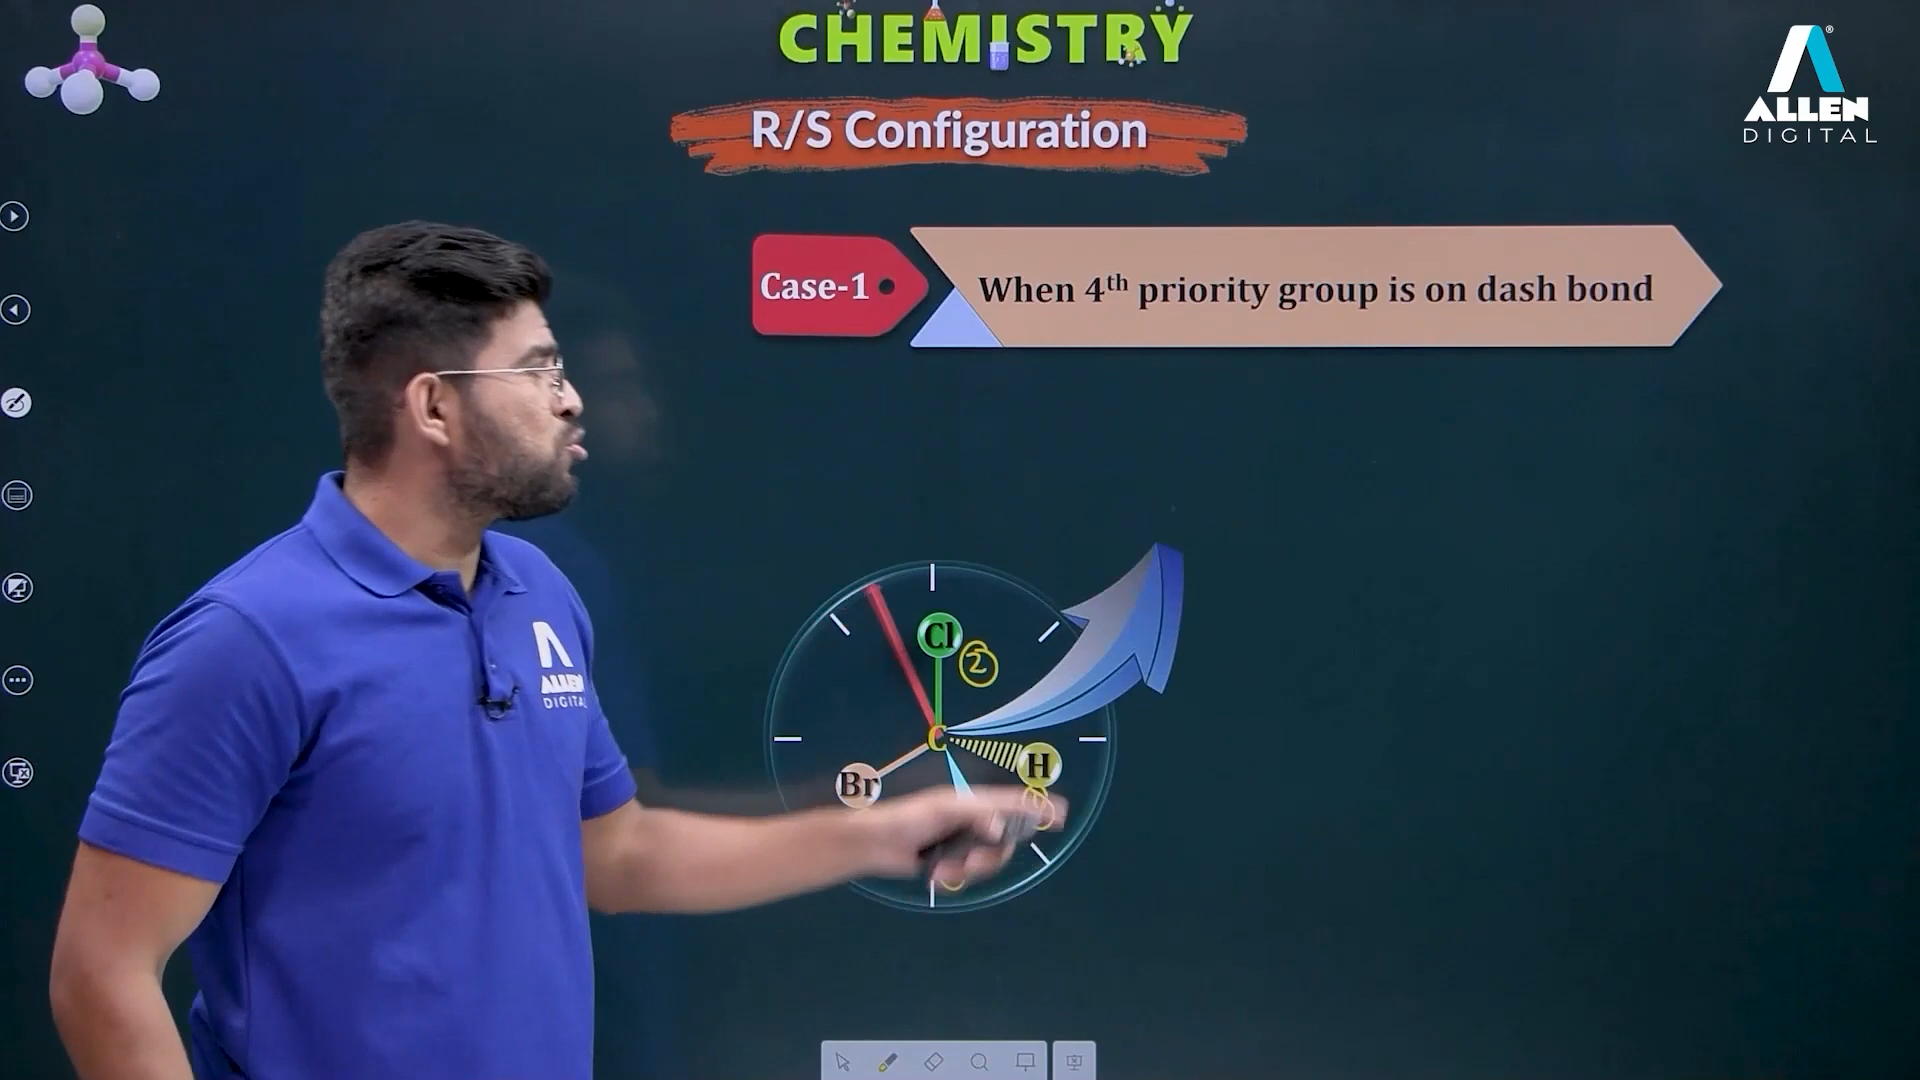 CHEMISTRY
R/S Configuration
ALLEN
DIGITAL
Case-1
When 4th priority group is on dash bond
Cl
2
C
H
Br
ALLEN
DIGITAL